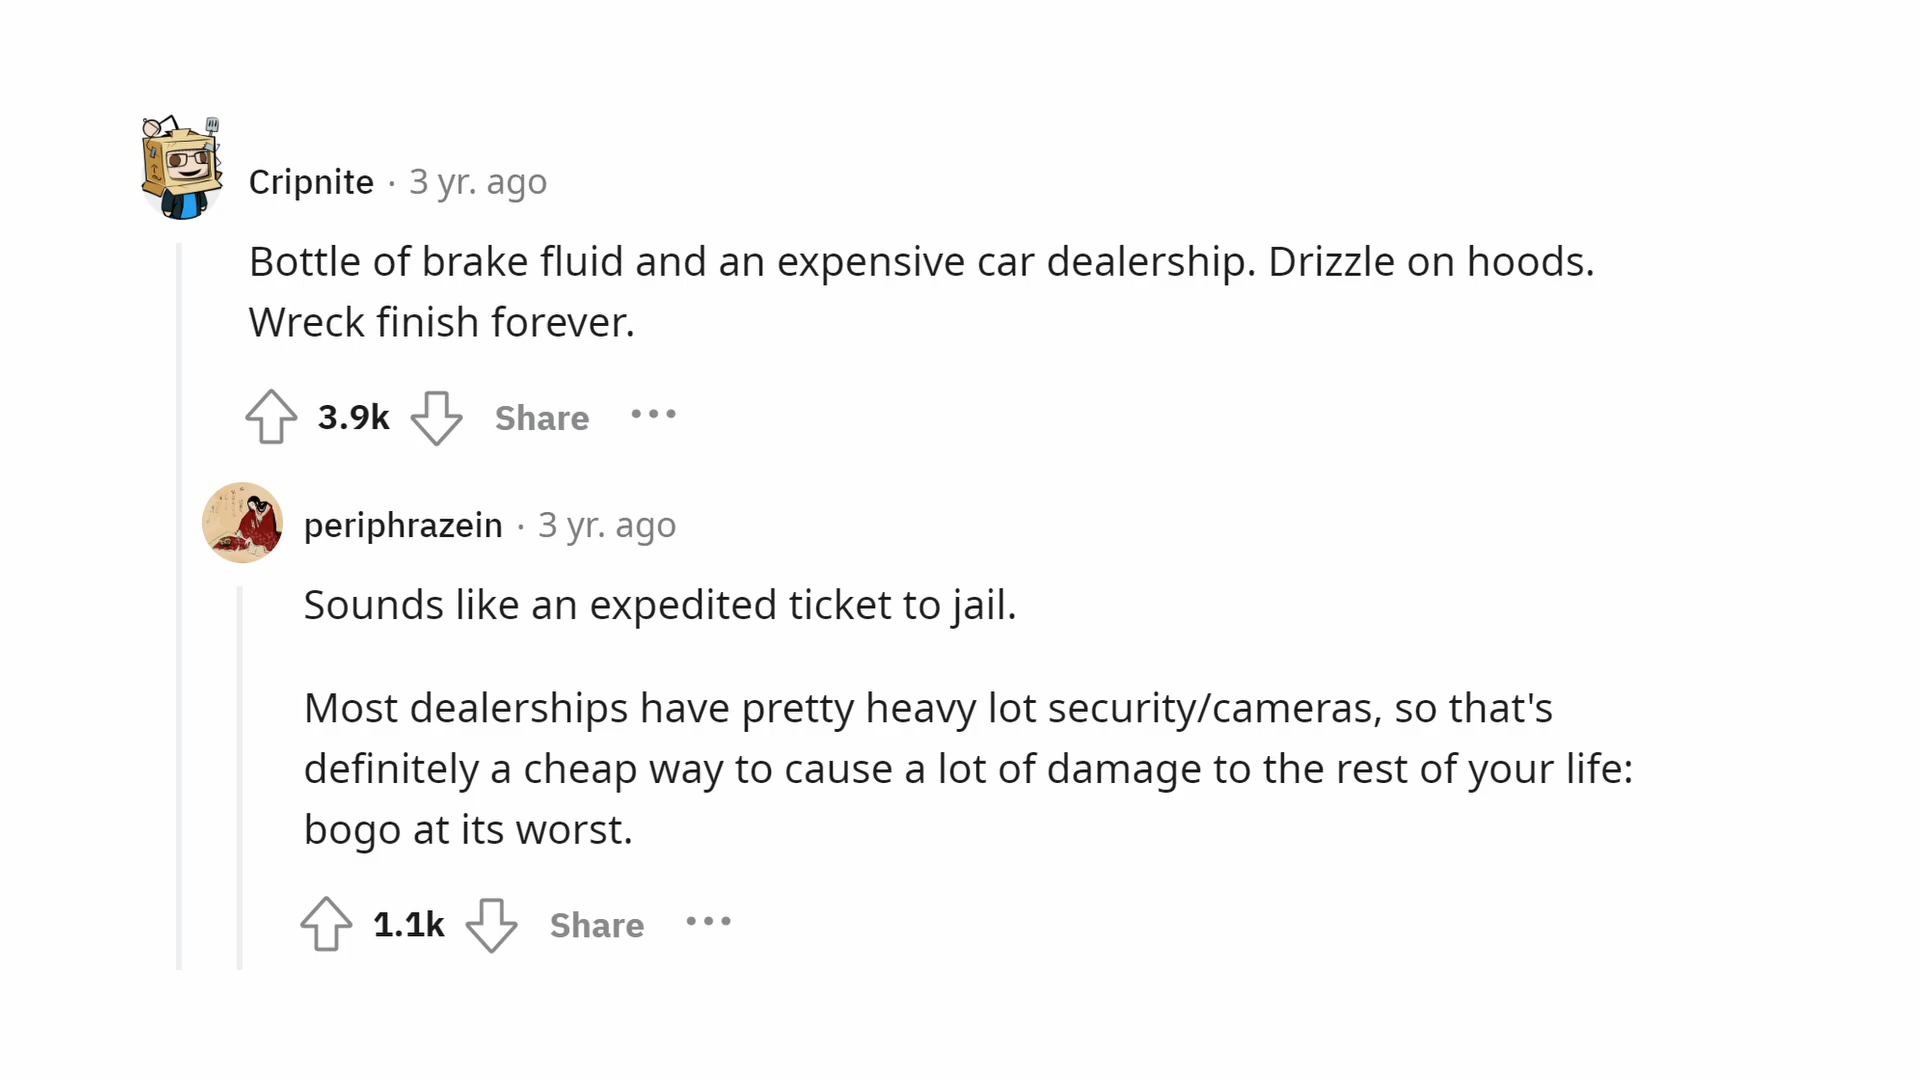 Cripnite · 3 yr. ago
Bottle of brake fluid and an expensive car dealership. Drizzle on hoods.
Wreck finish forever.
3.9k Share ...
periphrazein · 3 yr. ago
Sounds like an expedited ticket to jail.
Most dealerships have pretty heavy lot security/cameras, so that's
definitely a cheap way to cause a lot of damage to the rest of your life:
bogo at its worst.
1.1k Share ...